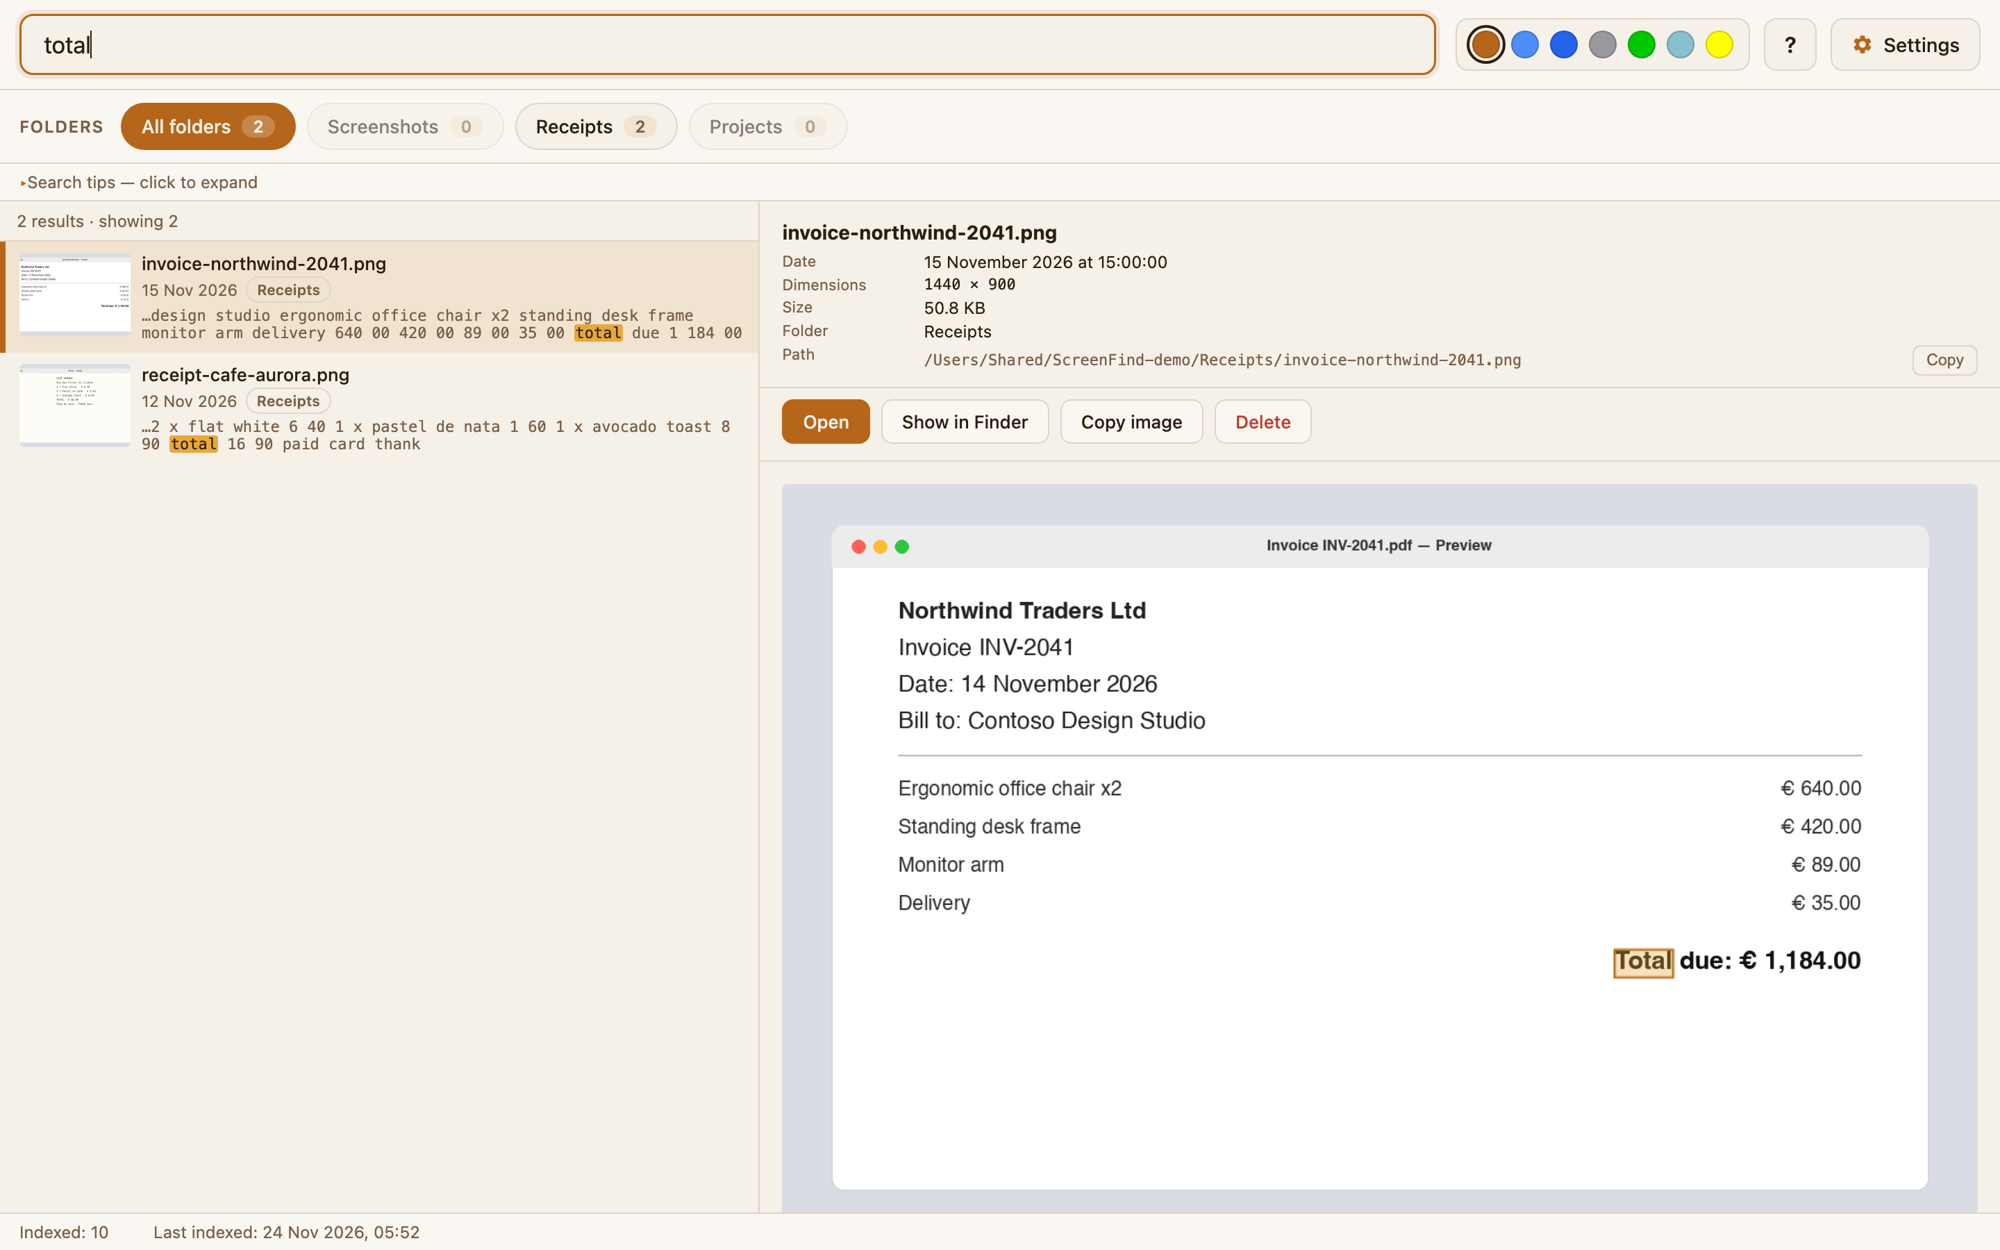 total
?
Settings
FOLDERS
All folders 2
Screenshots 0
Receipts 2
Projects 0
▸Search tips — click to expand
2 results · showing 2
invoice-northwind-2041.png
15 Nov 2026 Receipts
…design studio ergonomic office chair x2 standing desk frame
monitor arm delivery 640 00 420 00 89 00 35 00 total due 1 184 00
receipt-cafe-aurora.png
12 Nov 2026 Receipts
…2 x flat white 6 40 1 x pastel de nata 1 60 1 x avocado toast 8
90 total 16 90 paid card thank
invoice-northwind-2041.png
Date 15 November 2026 at 15:00:00
Dimensions 1440 × 900
Size 50.8 KB
Folder Receipts
Path /Users/Shared/ScreenFind-demo/Receipts/invoice-northwind-2041.png
Copy
Open
Show in Finder
Copy image
Delete
Invoice INV-2041.pdf — Preview
Northwind Traders Ltd
Invoice INV-2041
Date: 14 November 2026
Bill to: Contoso Design Studio
Ergonomic office chair x2 € 640.00
Standing desk frame € 420.00
Monitor arm € 89.00
Delivery € 35.00
Total due: € 1,184.00
Indexed: 10
Last indexed: 24 Nov 2026, 05:52